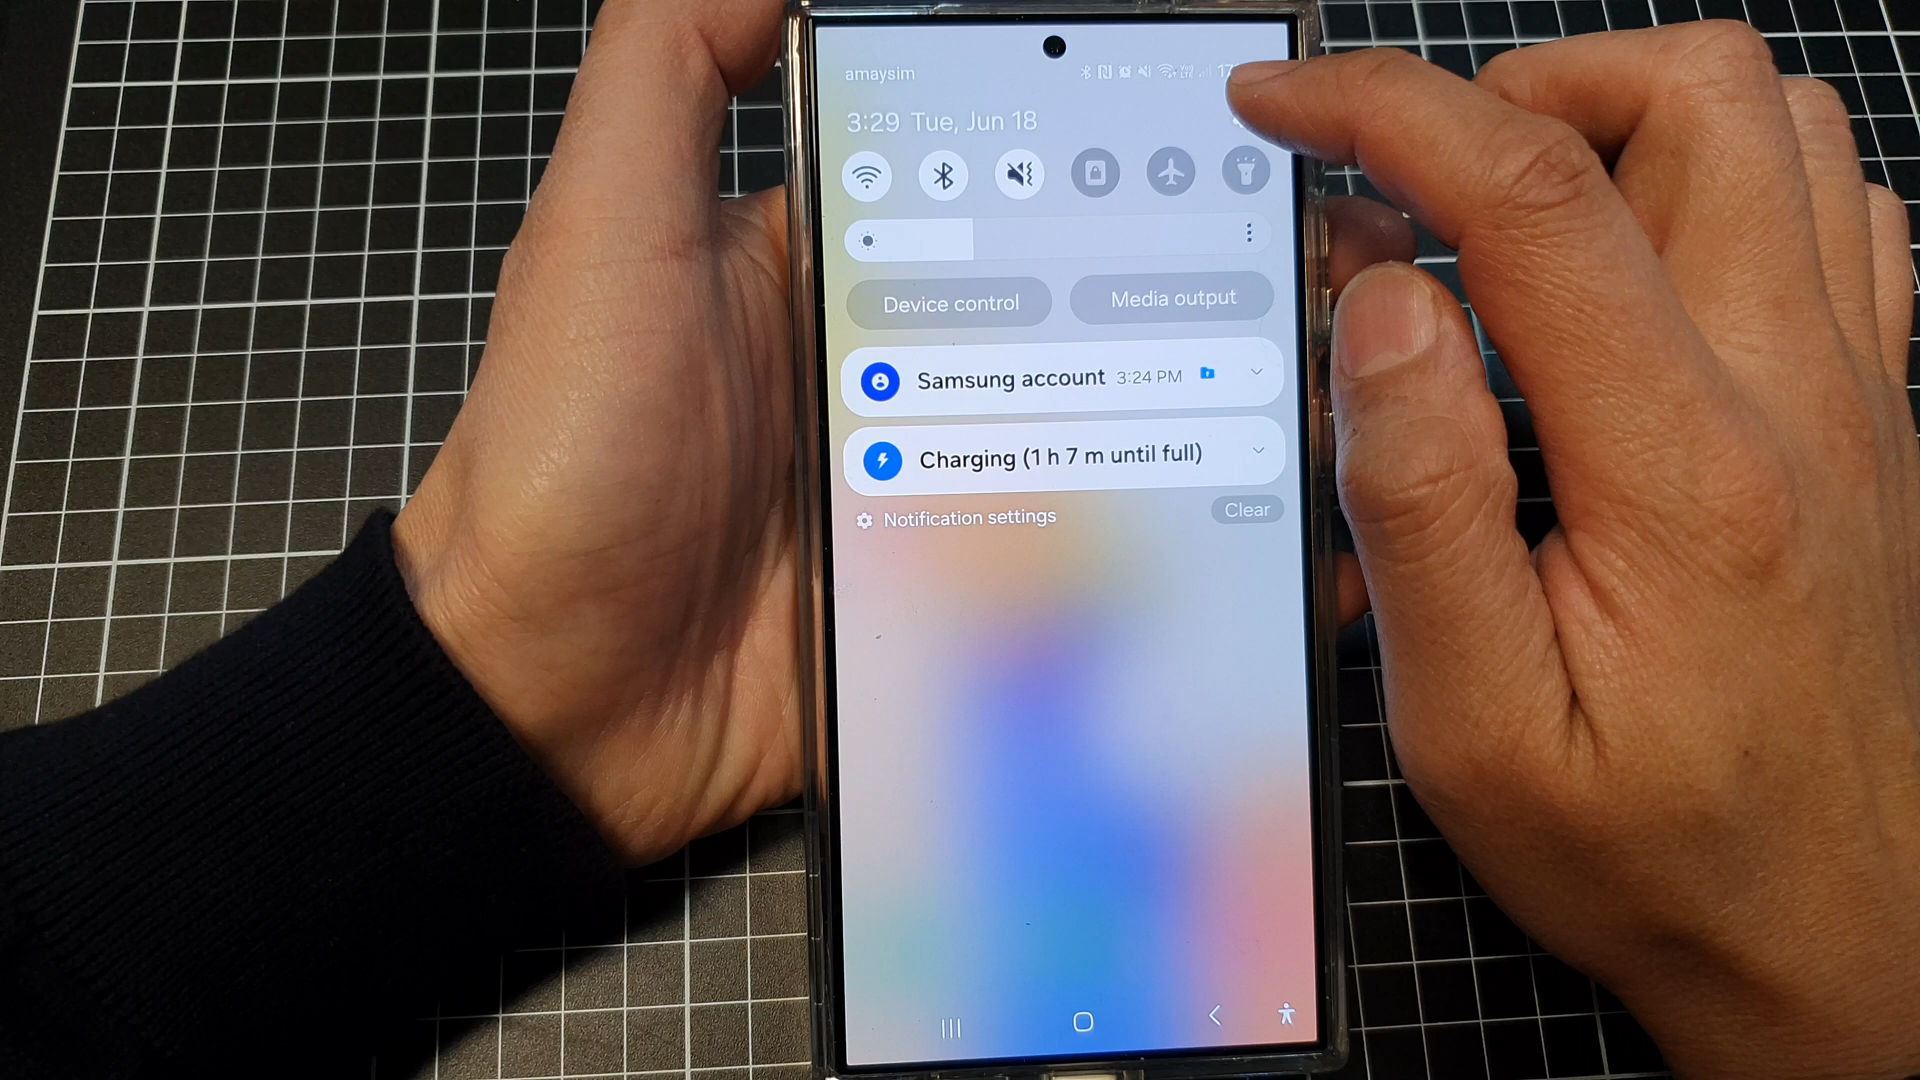 amaysim
3:29 Tue, Jun 18
Device control
Media output
Samsung account 3:24 PM
Charging (1 h 7 m until full)
Notification settings
Clear